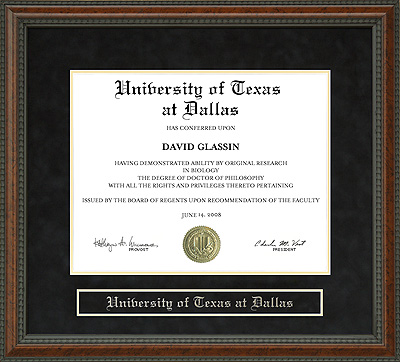 University of Texas
at Dallas
HAS CONFERRED UPON
DAVID GLASSIN
HAVING DEMONSTRATED ABILITY BY ORIGINAL RESEARCH
IN BIOLOGY
THE DEGREE OF DOCTOR OF PHILOSOPHY
WITH ALL THE RIGHTS AND PRIVILEGES THERETO PERTAINING
ISSUED BY THE BOARD OF REGENTS UPON RECOMMENDATION OF THE FACULTY
JUNE 14, 2008
PROVOST
PRESIDENT
University of Texas at Dallas